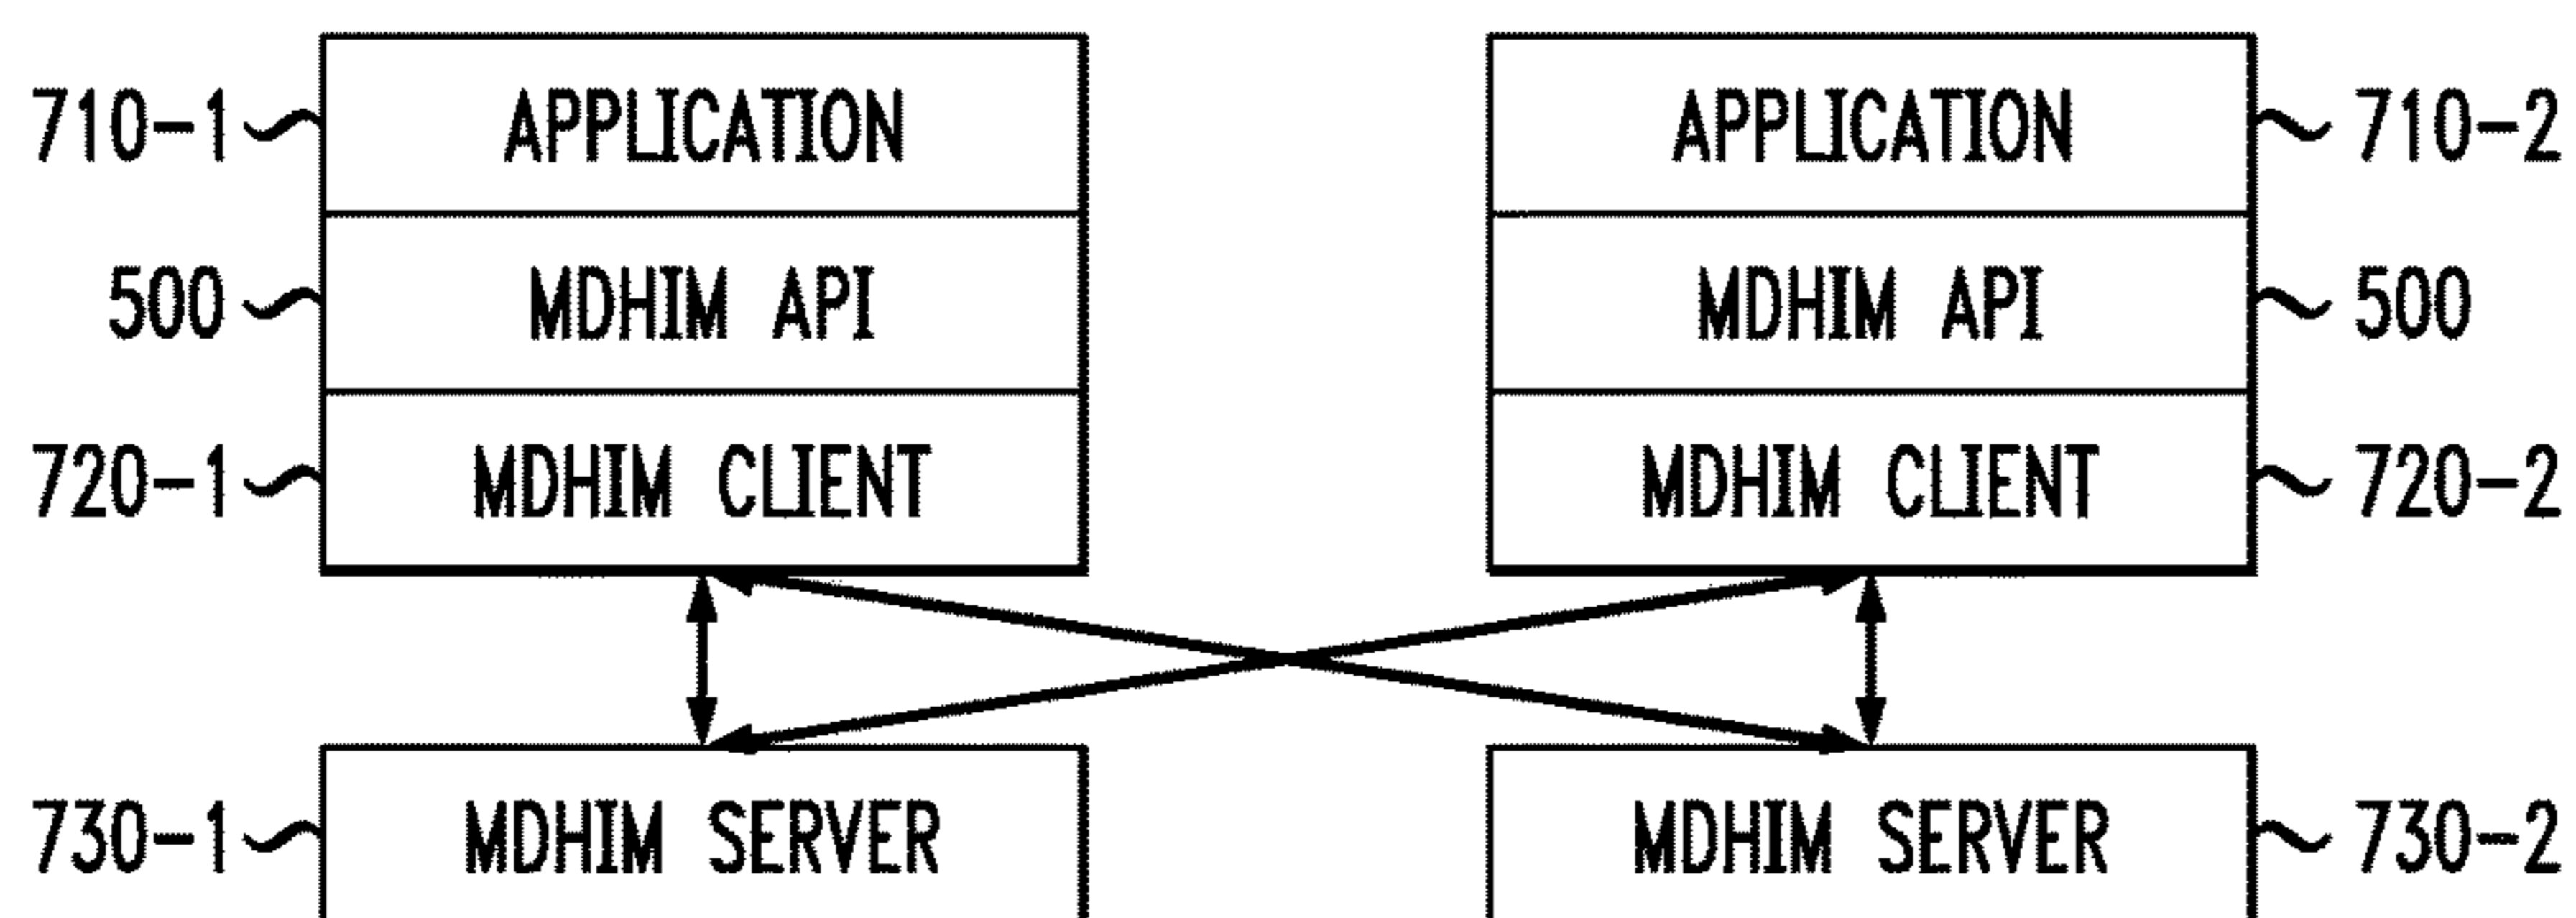 710-1 APPLICATION APPLICATION 710-2
500 MDHIM API MDHIM API 500
720-1 MDHIM CLIENT MDHIM CLIENT 720-2
730-1 MDHIM SERVER MDHIM SERVER 730-2